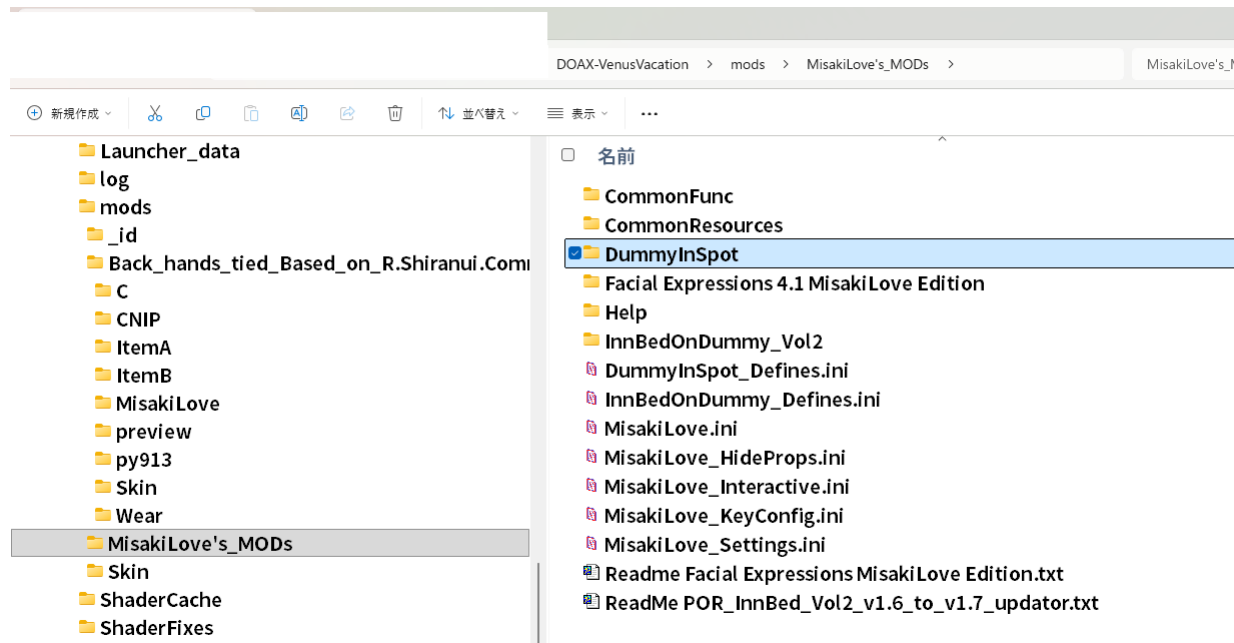 DOAX-VenusVacation > mods > MisakiLove's_MODs >
MisakiLove's_
新規作成
並べ替え
表示
...
Launcher_data
log
mods
_id
Back_hands_tied_Based_on_R.Shiranui.Com
C
CNIP
ItemA
ItemB
MisakiLove
preview
py913
Skin
Wear
MisakiLove's_MODs
Skin
ShaderCache
ShaderFixes
名前
CommonFunc
CommonResources
DummyInSpot
Facial Expressions 4.1 MisakiLove Edition
Help
InnBedOnDummy_Vol2
DummyInSpot_Defines.ini
InnBedOnDummy_Defines.ini
MisakiLove.ini
MisakiLove_HideProps.ini
MisakiLove_Interactive.ini
MisakiLove_KeyConfig.ini
MisakiLove_Settings.ini
Readme Facial Expressions MisakiLove Edition.txt
ReadMe POR_InnBed_Vol2_v1.6_to_v1.7_updator.txt